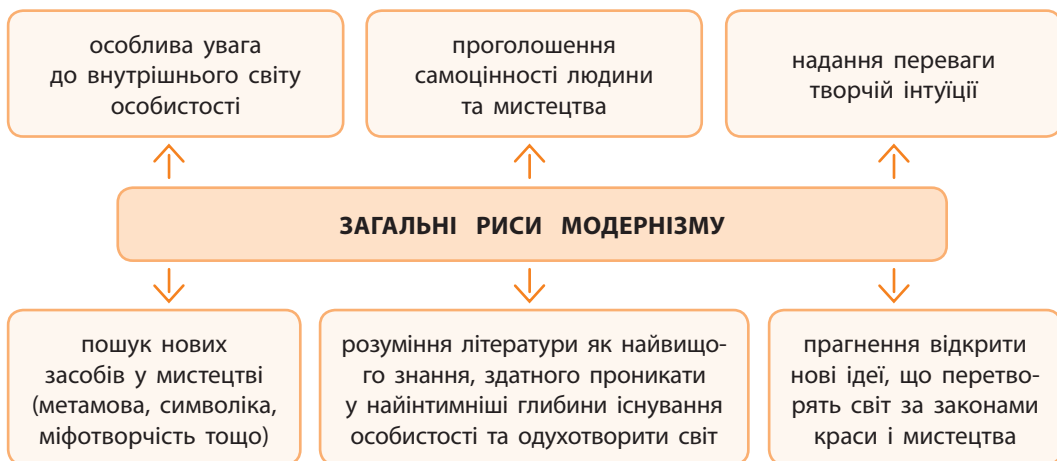 особлива увага
до внутрішнього світу
особистості
проголошення
самоцінності людини
та мистецтва
надання переваги
творчій інтуїції
ЗАГАЛЬНІ РИСИ МОДЕРНІЗМУ
пошук нових
засобів у мистецтві
(метамова, символіка,
міфотворчість тощо)
розуміння літератури як найвищо-
го знання, здатного проникати
у найінтимніші глибини існування
особистості та одухотворити світ
прагнення відкрити
нові ідеї, що перетво-
рять світ за законами
краси і мистецтва